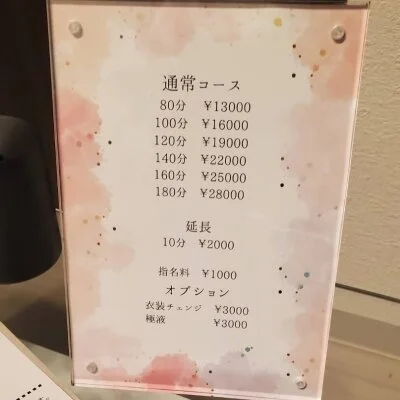 通常コース
80分 ¥13000
100分 ¥16000
120分 ¥19000
140分 ¥22000
160分 ¥25000
180分 ¥28000
延長
10分 ¥2000
指名料 ¥1000
オプション
衣装チェンジ ¥3000
極液 ¥3000